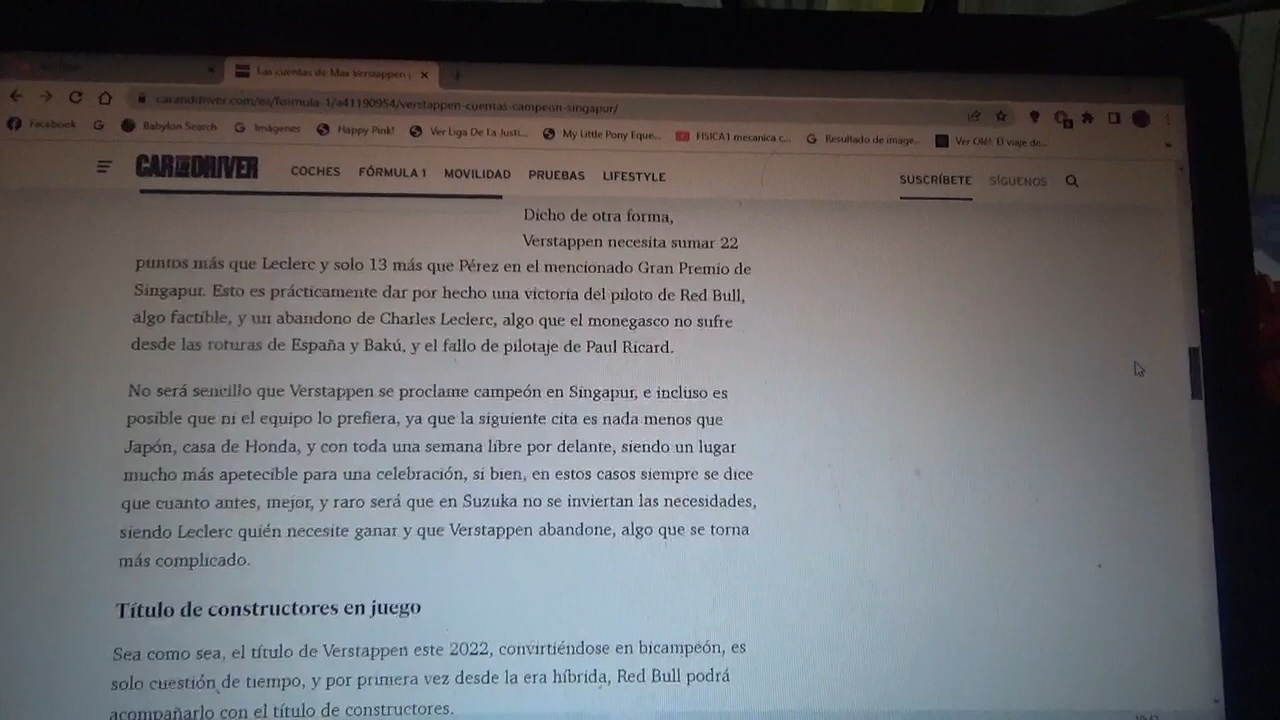 Las cuentas de Max Verstappen
caranddriver.com/es/formula-1/a41190954/verstappen-cuentas-campeon-singapur/
Facebook Babylon Search Imágenes Happy Pink! Ver Liga De La Justi... My Little Pony Eque... FISICA1 mecanica c... Resultado de image... Ver Olé!. El viaje de...
CAR AND DRIVER COCHES FÓRMULA 1 MOVILIDAD PRUEBAS LIFESTYLE SUSCRÍBETE SÍGUENOS
Dicho de otra forma,
Verstappen necesita sumar 22
puntos más que Leclerc y solo 13 más que Pérez en el mencionado Gran Premio de
Singapur. Esto es prácticamente dar por hecho una victoria del piloto de Red Bull,
algo factible, y un abandono de Charles Leclerc, algo que el monegasco no sufre
desde las roturas de España y Bakú, y el fallo de pilotaje de Paul Ricard.
No será sencillo que Verstappen se proclame campeón en Singapur, e incluso es
posible que ni el equipo lo prefiera, ya que la siguiente cita es nada menos que
Japón, casa de Honda, y con toda una semana libre por delante, siendo un lugar
mucho más apetecible para una celebración, si bien, en estos casos siempre se dice
que cuanto antes, mejor, y raro será que en Suzuka no se inviertan las necesidades,
siendo Leclerc quién necesite ganar y que Verstappen abandone, algo que se torna
más complicado.
Título de constructores en juego
Sea como sea, el título de Verstappen este 2022, convirtiéndose en bicampeón, es
solo cuestión de tiempo, y por primera vez desde la era híbrida, Red Bull podrá
acompañarlo con el título de constructores.